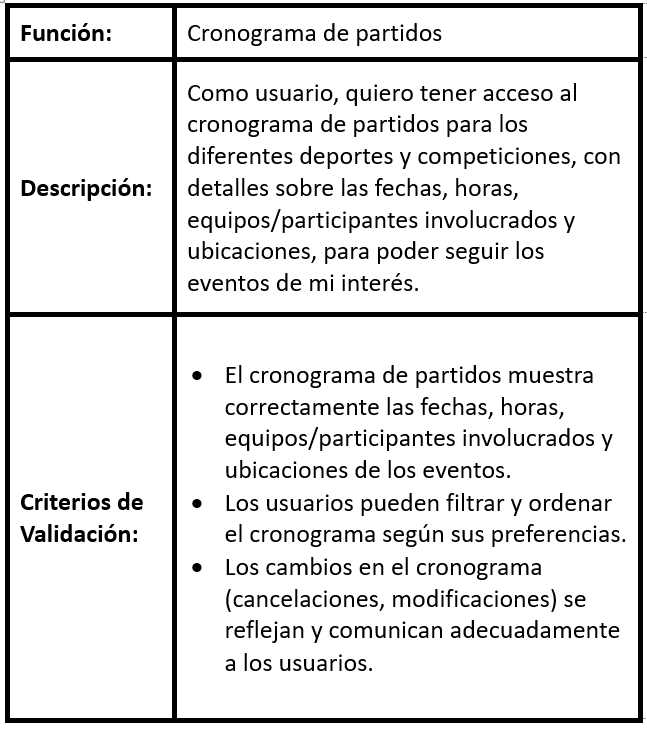 Función:
Cronograma de partidos
Descripción:
Como usuario, quiero tener acceso al
cronograma de partidos para los
diferentes deportes y competiciones, con
detalles sobre las fechas, horas,
equipos/participantes involucrados y
ubicaciones, para poder seguir los
eventos de mi interés.
Criterios de
Validación:
• El cronograma de partidos muestra
correctamente las fechas, horas,
equipos/participantes involucrados y
ubicaciones de los eventos.
• Los usuarios pueden filtrar y ordenar
el cronograma según sus preferencias.
• Los cambios en el cronograma
(cancelaciones, modificaciones) se
reflejan y comunican adecuadamente
a los usuarios.